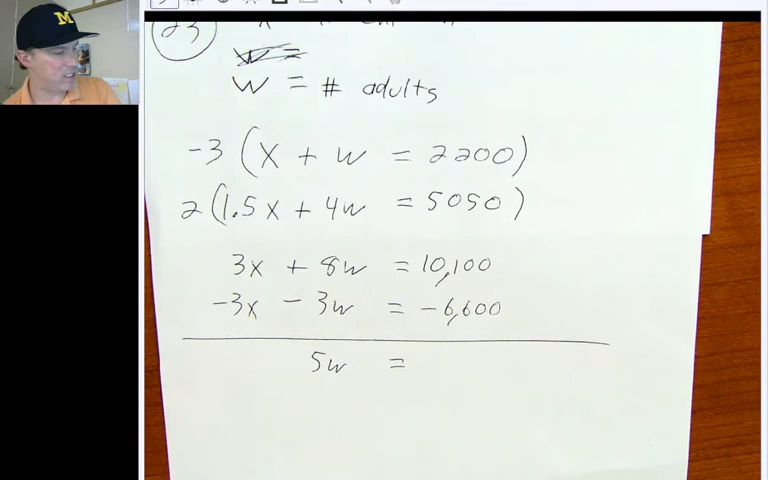 M
23
w =
w = # adults
-3 (x + w = 2200)
2 (1.5x + 4w = 5050)
3x + 8w = 10,100
-3x - 3w = -6,600
5w =